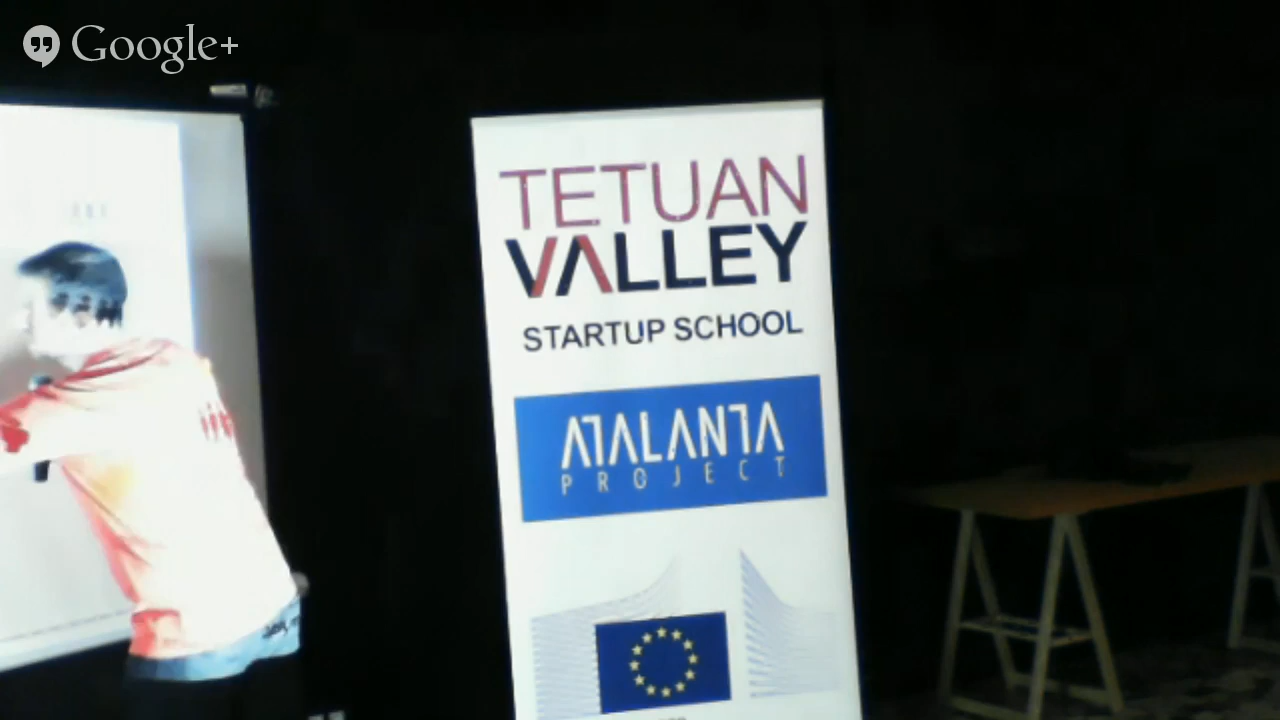 Google+
TETUAN
VALLEY
STARTUP SCHOOL
ATALANTA
PROJECT